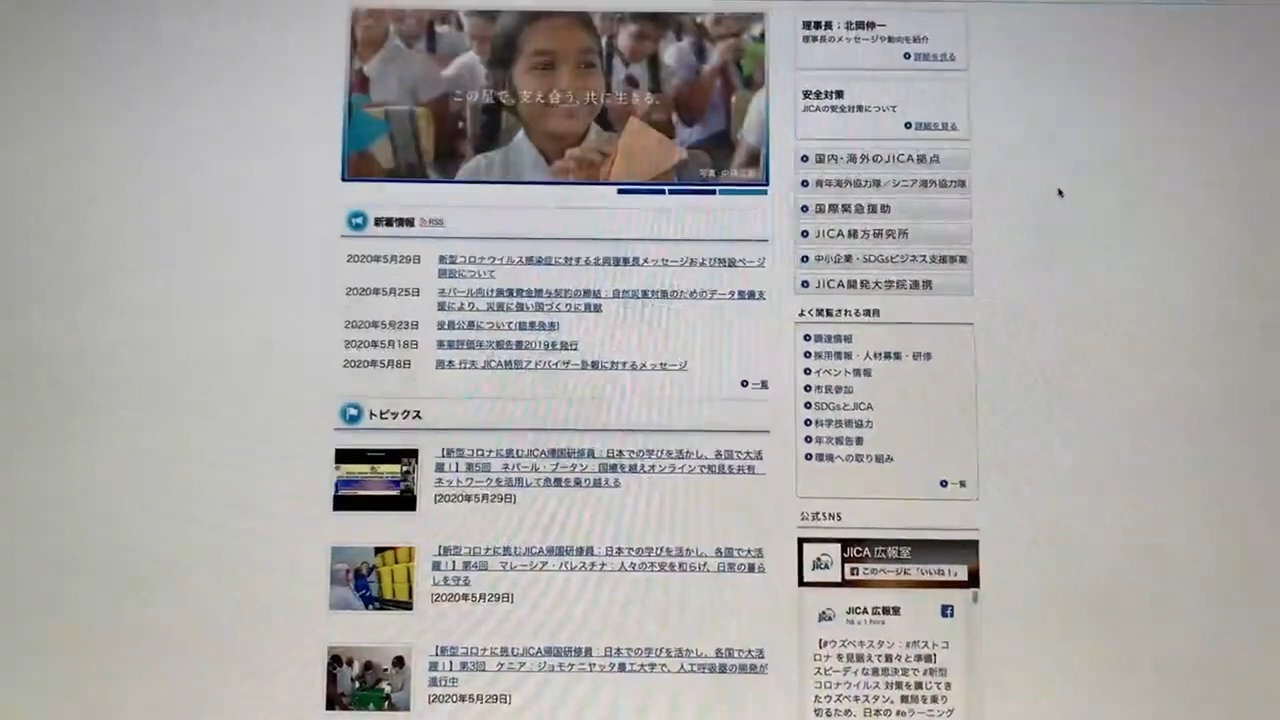 この星で、支え合う、共に生きる。
新着情報 RSS
2020年5月29日 新型コロナウイルス感染症に対する北岡理事長メッセージおよび特設ページ
開設について
2020年5月25日 ネパール向け無償資金贈与契約の締結：自然災害対策のためのデータ整備支
援により、災害に強い国づくりに貢献
2020年5月23日 役員公募について(結果発表)
2020年5月18日 事業評価年次報告書2019を発行
2020年5月8日 岡本 行夫 JICA特別アドバイザー訃報に対するメッセージ
一覧
トピックス
【新型コロナに挑むJICA帰国研修員：日本での学びを活かし、各国で大活
躍！】第5回 ネパール・ブータン：国境を越えオンラインで知見を共有
ネットワークを活用して危機を乗り越える
[2020年5月29日]
【新型コロナに挑むJICA帰国研修員：日本での学びを活かし、各国で大活
躍！】第4回 マレーシア・パレスチナ：人々の不安を和らげ、日常の暮ら
しを守る
[2020年5月29日]
【新型コロナに挑むJICA帰国研修員：日本での学びを活かし、各国で大活
躍！】第3回 ケニア：ジョモケニヤッタ農工大学で、人工呼吸器の開発が
進行中
[2020年5月29日]
理事長：北岡伸一
理事長のメッセージや動向を紹介
詳細を見る
安全対策
JICAの安全対策について
詳細を見る
国内・海外のJICA拠点
青年海外協力隊／シニア海外協力隊
国際緊急援助
JICA緒方研究所
中小企業・SDGsビジネス支援事業
JICA開発大学院連携
よく閲覧される項目
調達情報
採用情報・人材募集・研修
イベント情報
市民参加
SDGsとJICA
科学技術協力
年次報告書
環境への取り組み
一覧
公式SNS
JICA
JICA 広報室
このページに「いいね！」
JICA 広報室
há u 1 hora
【#ウズベキスタン：#ポストコ
ロナ を見据えて着々と準備】
スピーディな意思決定で #新型
コロナウイルス 対策を講じてき
たウズベキスタン。難局を乗り
切るため、日本の #eラーニング